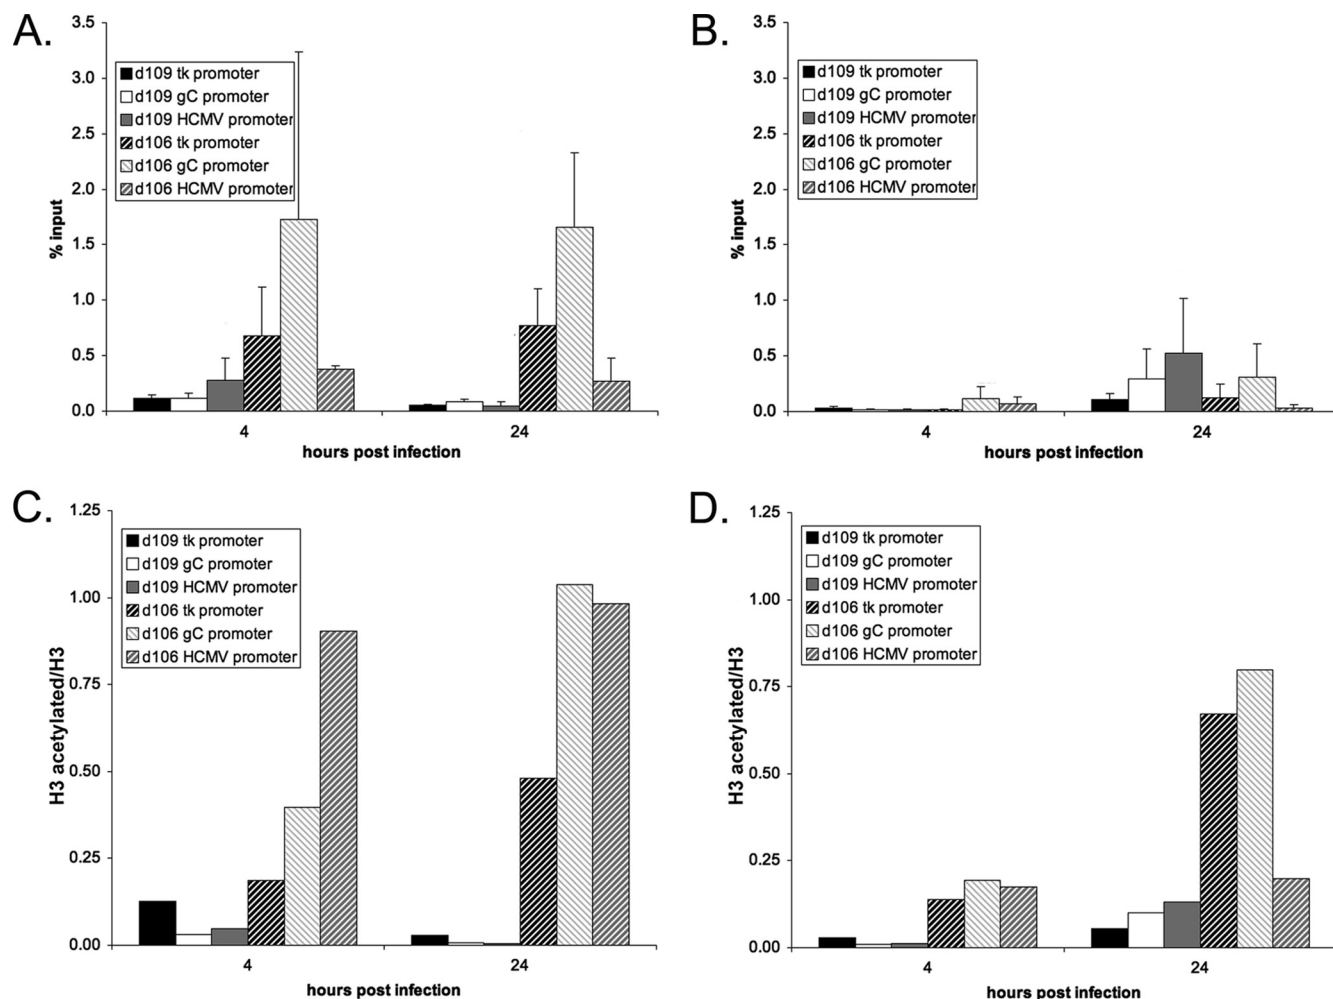 A.
3.5
3.0
2.5
2.0
1.5
1.0
0.5
0.0
% input
d109 tk promoter
d109 gC promoter
d109 HCMV promoter
d106 tk promoter
d106 gC promoter
d106 HCMV promoter
4
24
hours post infection
B.
3.5
3.0
2.5
2.0
1.5
1.0
0.5
0.0
% input
d109 tk promoter
d109 gC promoter
d109 HCMV promoter
d106 tk promoter
d106 gC promoter
d106 HCMV promoter
4
24
hours post infection
C.
1.25
1.00
0.75
0.50
0.25
0.00
H3 acetylated/H3
d109 tk promoter
d109 gC promoter
d109 HCMV promoter
d106 tk promoter
d106 gC promoter
d106 HCMV promoter
4
24
hours post infection
D.
1.25
1.00
0.75
0.50
0.25
0.00
H3 acetylated/H3
d109 tk promoter
d109 gC promoter
d109 HCMV promoter
d106 tk promoter
d106 gC promoter
d106 HCMV promoter
4
24
hours post infection